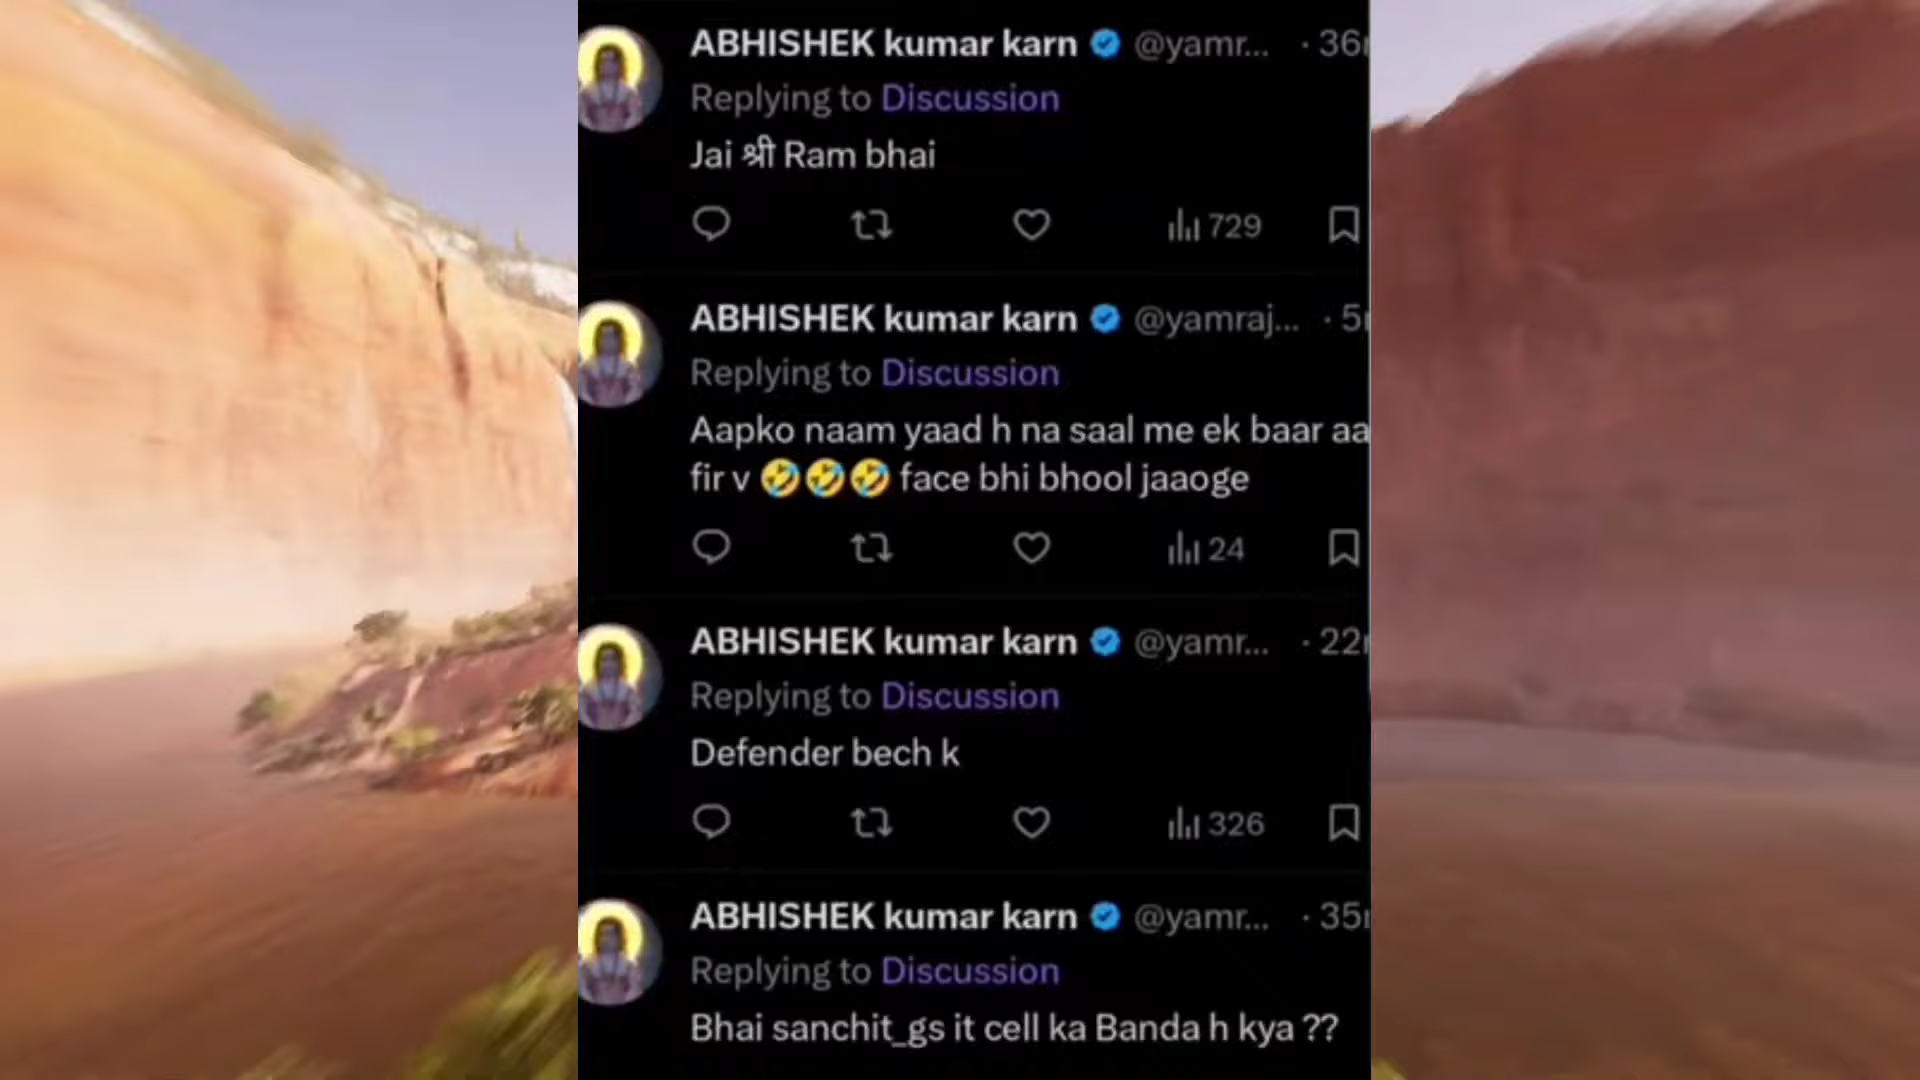 ABHISHEK kumar karn @yamr... · 36
Replying to Discussion
Jai श्री Ram bhai
729
ABHISHEK kumar karn @yamraj... · 5
Replying to Discussion
Aapko naam yaad h na saal me ek baar aa
fir v 🤣🤣🤣 face bhi bhool jaaoge
24
ABHISHEK kumar karn @yamr... · 22
Replying to Discussion
Defender bech k
326
ABHISHEK kumar karn @yamr... · 35
Replying to Discussion
Bhai sanchit_gs it cell ka Banda h kya ??